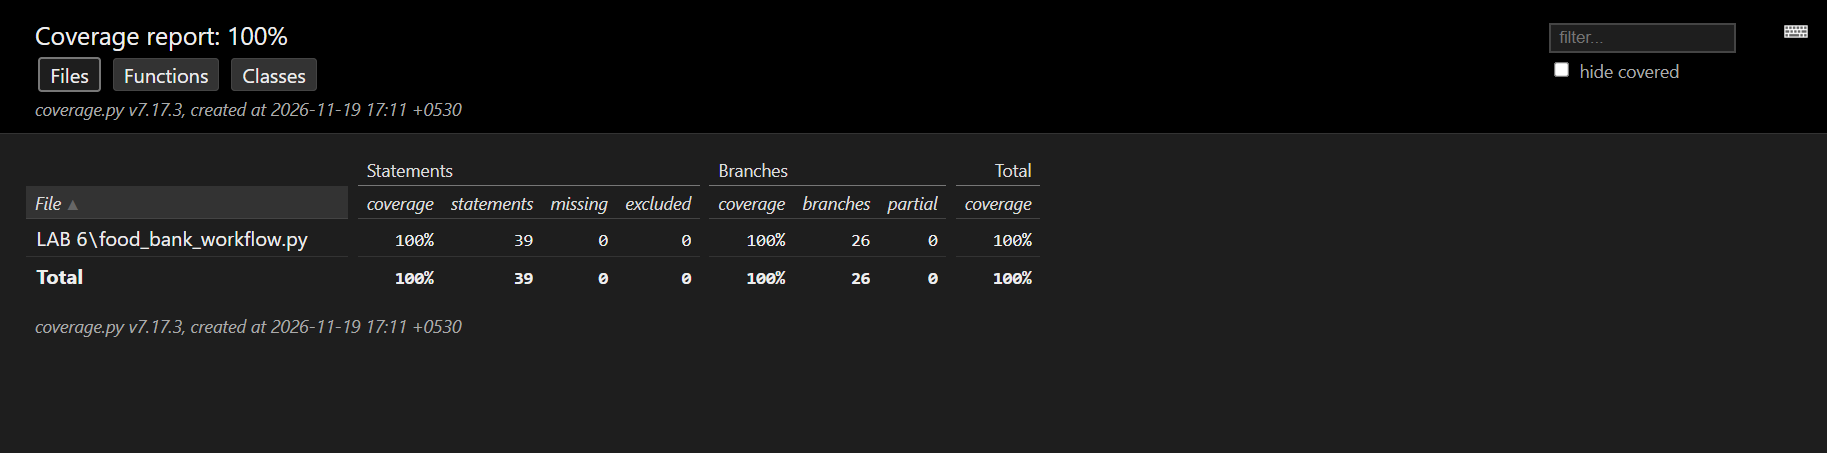 Coverage report: 100%
filter...
hide covered
Files Functions Classes
coverage.py v7.17.3, created at 2026-11-19 17:11 +0530
Statements Branches Total
File ▲ coverage statements missing excluded coverage branches partial coverage
LAB 6\food_bank_workflow.py 100% 39 0 0 100% 26 0 100%
Total 100% 39 0 0 100% 26 0 100%
coverage.py v7.17.3, created at 2026-11-19 17:11 +0530